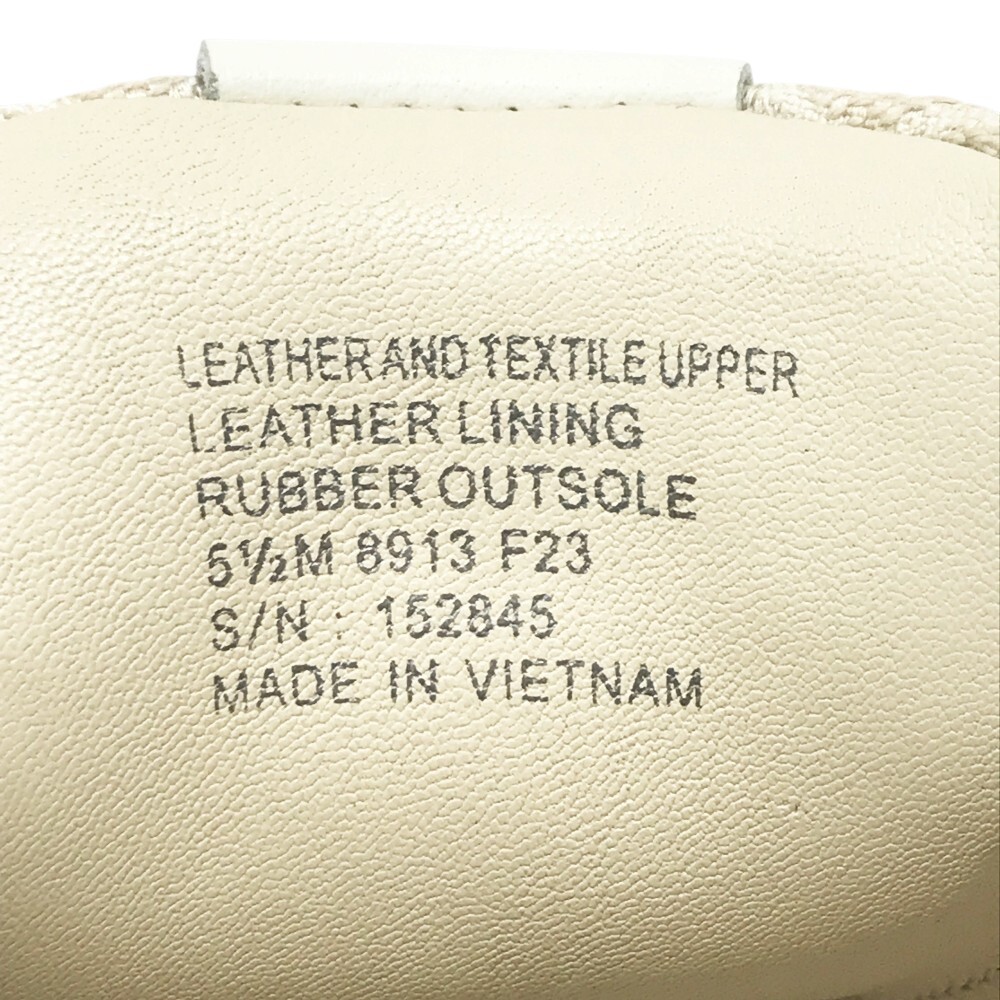 LEATHER AND TEXTILE UPPER
LEATHER LINING
RUBBER OUTSOLE
5½M 8913 F23
S/N : 152845
MADE IN VIETNAM